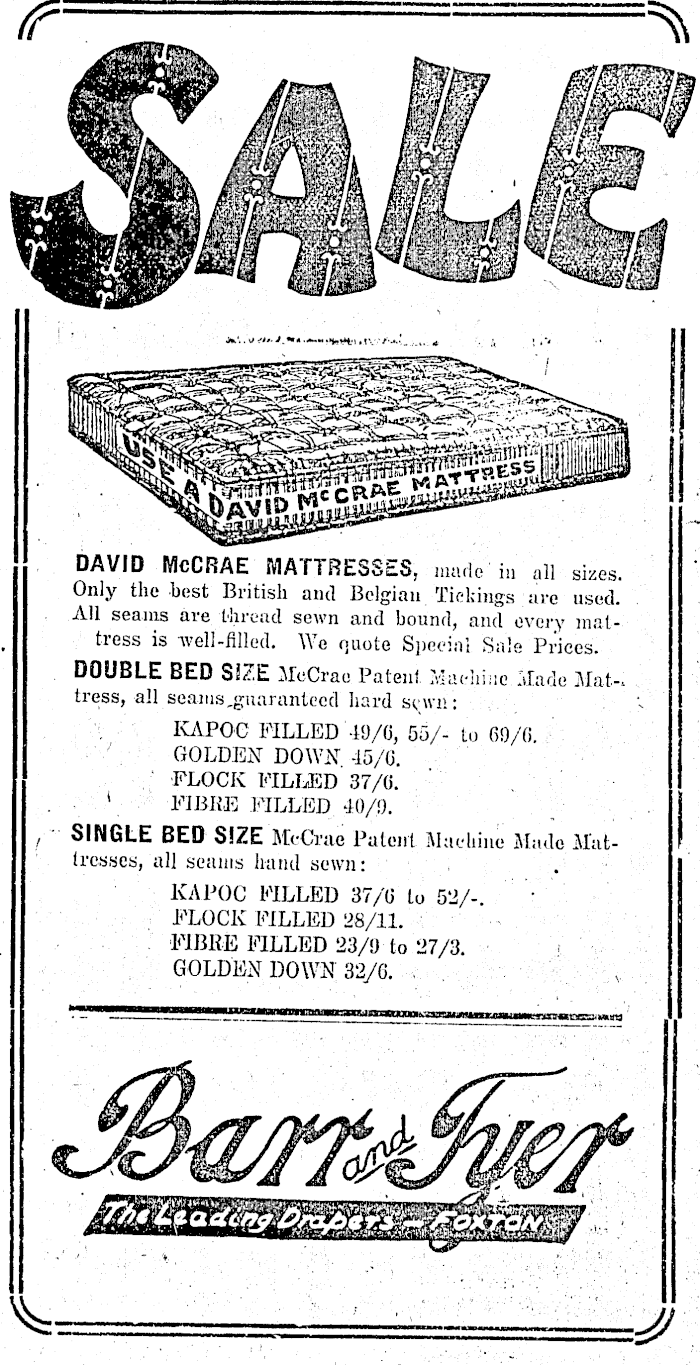 SALE
USE A DAVID McCRAE MATTRESS
DAVID McCRAE MATTRESSES, made in all sizes.
Only the best British and Belgian Tickings are used.
All seams are thread sewn and bound, and every mat-
tress is well-filled. We quote Special Sale Prices.
DOUBLE BED SIZE McCrae Patent Machine Made Mat-
tress, all seams guaranteed hard sewn:
KAPOC FILLED 49/6, 55/- to 69/6.
GOLDEN DOWN 45/6.
FLOCK FILLED 37/6.
FIBRE FILLED 40/9.
SINGLE BED SIZE McCrae Patent Machine Made Mat-
tresses, all seams hand sewn:
KAPOC FILLED 37/6 to 52/-.
FLOCK FILLED 28/11.
FIBRE FILLED 23/9 to 27/3.
GOLDEN DOWN 32/6.
Barr and Tyer
The Leading Drapers — FOXTON